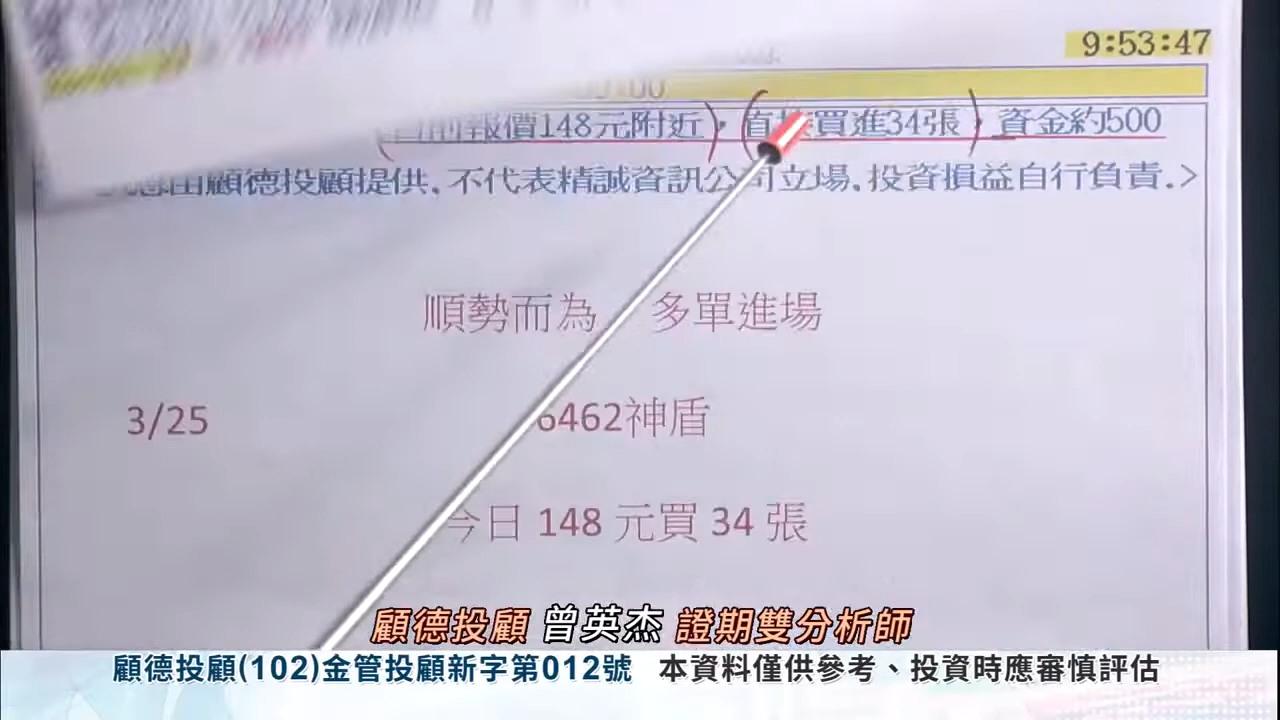 9:53:47
00:00
報價148元附近), (直接買進34張), 資金約500
由顧德投顧提供,不代表精誠資訊公司立場,投資損益自行負責.>
順勢而為 多單進場
3/25 6462神盾
今日 148 元買 34 張
顧德投顧 曾英杰 證期雙分析師
顧德投顧(102)金管投顧新字第012號 本資料僅供參考、投資時應審慎評估